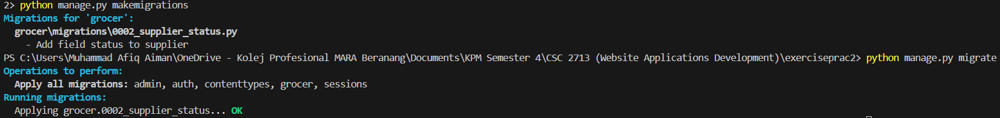 2> python manage.py makemigrations
Migrations for 'grocer':
  grocer\migrations\0002_supplier_status.py
    - Add field status to supplier
PS C:\Users\Muhammad Afiq Aiman\OneDrive - Kolej Profesional MARA Beranang\Documents\KPM Semester 4\CSC 2713 (Website Applications Development)\exerciseprac2> python manage.py migrate
Operations to perform:
  Apply all migrations: admin, auth, contenttypes, grocer, sessions
Running migrations:
  Applying grocer.0002_supplier_status... OK